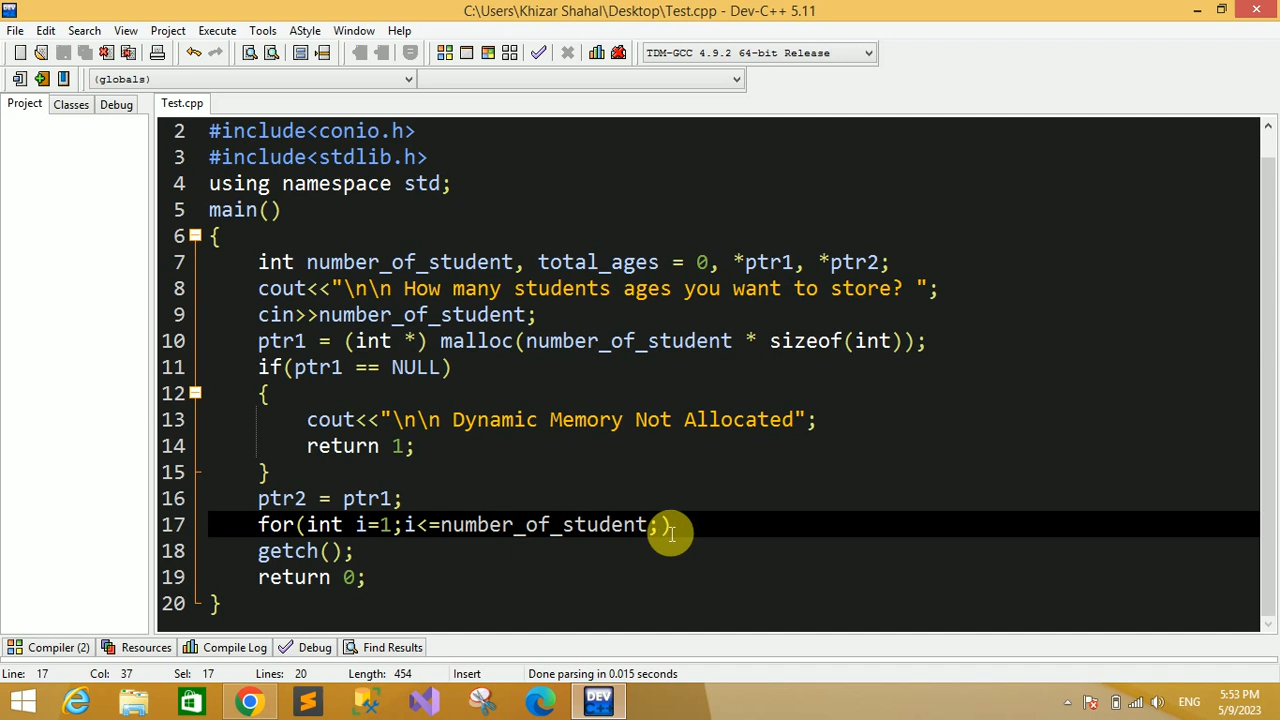 C:\Users\Khizar Shahal\Desktop\Test.cpp - Dev-C++ 5.11
File Edit Search View Project Execute Tools AStyle Window Help
TDM-GCC 4.9.2 64-bit Release
(globals)
Project Classes Debug Test.cpp
2 #include<conio.h>
3 #include<stdlib.h>
4 using namespace std;
5 main()
6 {
7 int number_of_student, total_ages = 0, *ptr1, *ptr2;
8 cout<<"\n\n How many students ages you want to store? ";
9 cin>>number_of_student;
10 ptr1 = (int *) malloc(number_of_student * sizeof(int));
11 if(ptr1 == NULL)
12 {
13 cout<<"\n\n Dynamic Memory Not Allocated";
14 return 1;
15 }
16 ptr2 = ptr1;
17 for(int i=1;i<=number_of_student;)
18 getch();
19 return 0;
20 }
Compiler (2) Resources Compile Log Debug Find Results
Line: 17 Col: 37 Sel: 17 Lines: 20 Length: 454 Insert Done parsing in 0.015 seconds
DEV
ENG
5:53 PM
5/9/2023